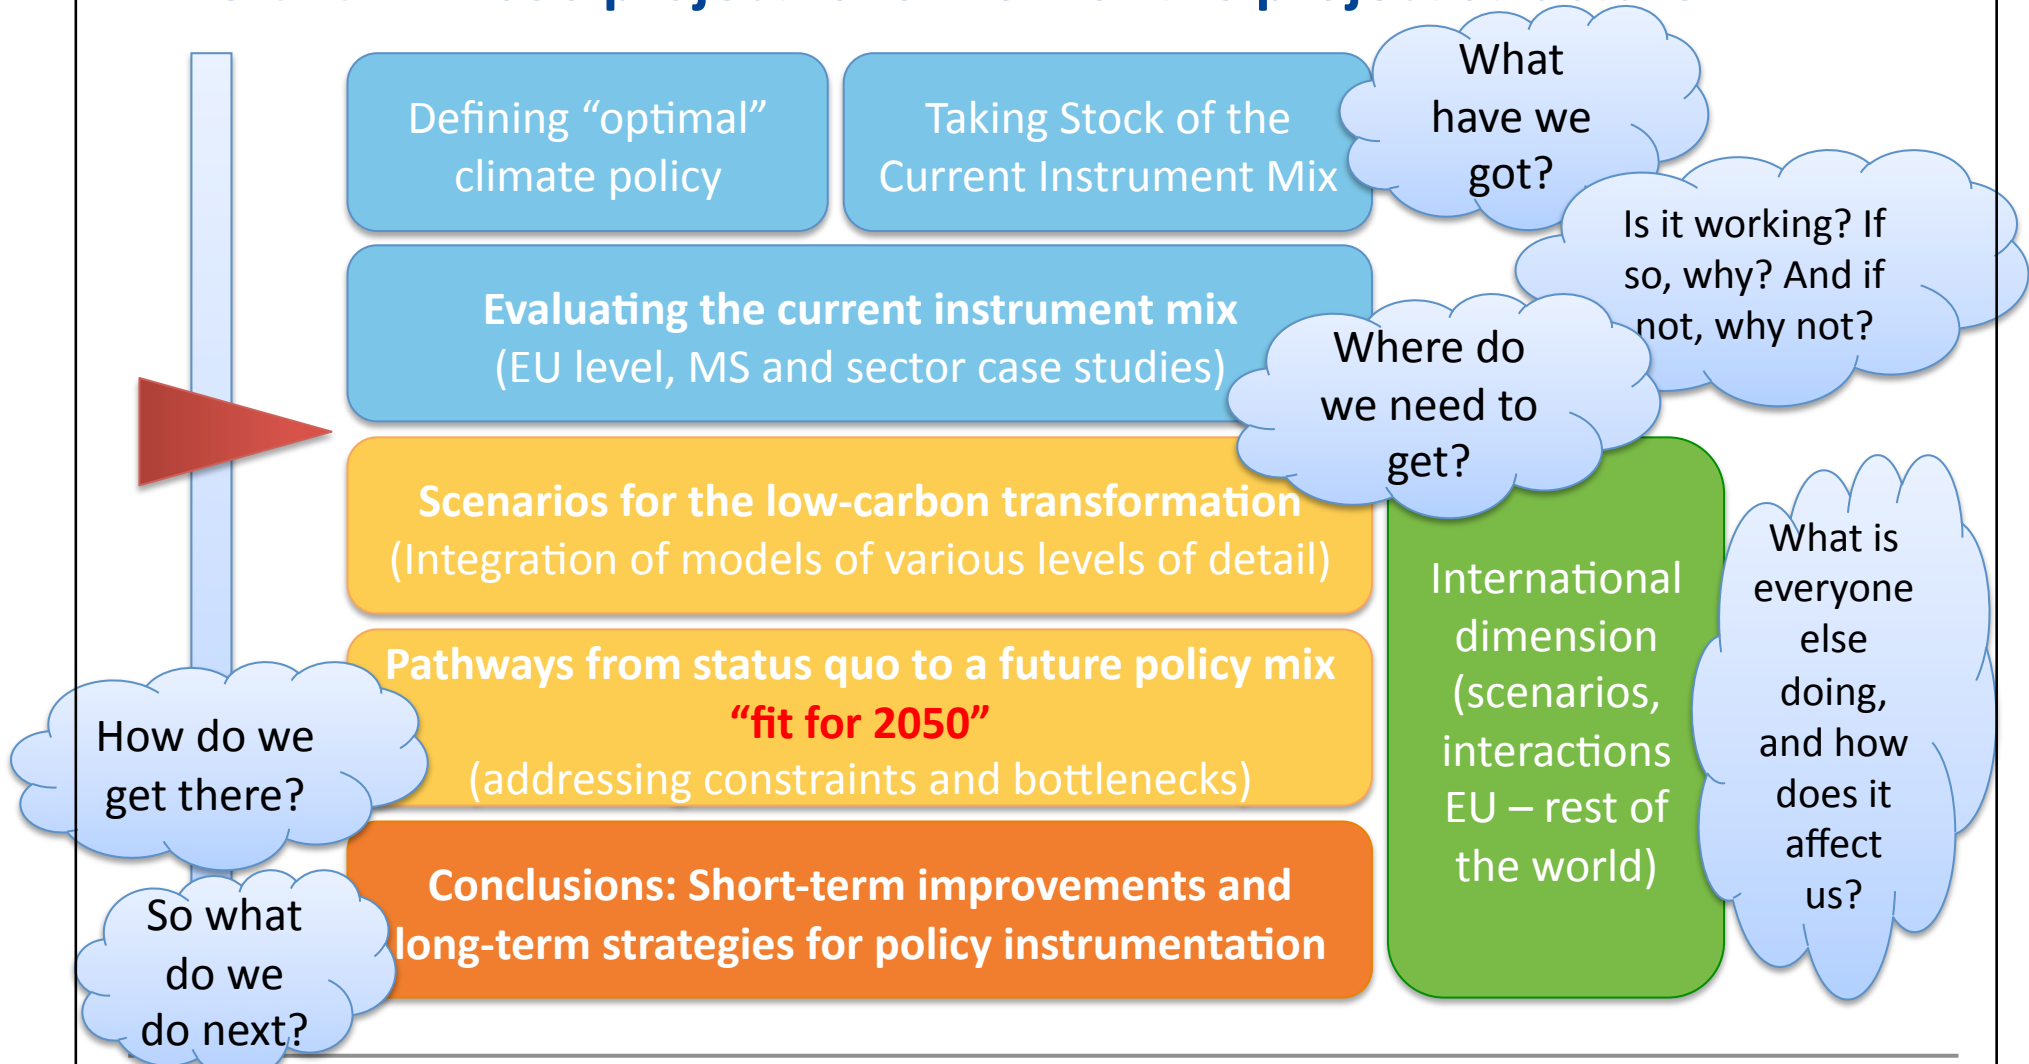 Defining “optimal”
climate policy
Taking Stock of the
Current Instrument Mix
What
have we
got?
Is it working? If
so, why? And if
not, why not?
Evaluating the current instrument mix
(EU level, MS and sector case studies)
Where do
we need to
get?
Scenarios for the low-carbon transformation
(Integration of models of various levels of detail)
International
dimension
(scenarios,
interactions
EU – rest of
the world)
What is
everyone
else
doing,
and how
does it
affect
us?
Pathways from status quo to a future policy mix
“fit for 2050”
(addressing constraints and bottlenecks)
How do we
get there?
Conclusions: Short-term improvements and
long-term strategies for policy instrumentation
So what
do we
do next?